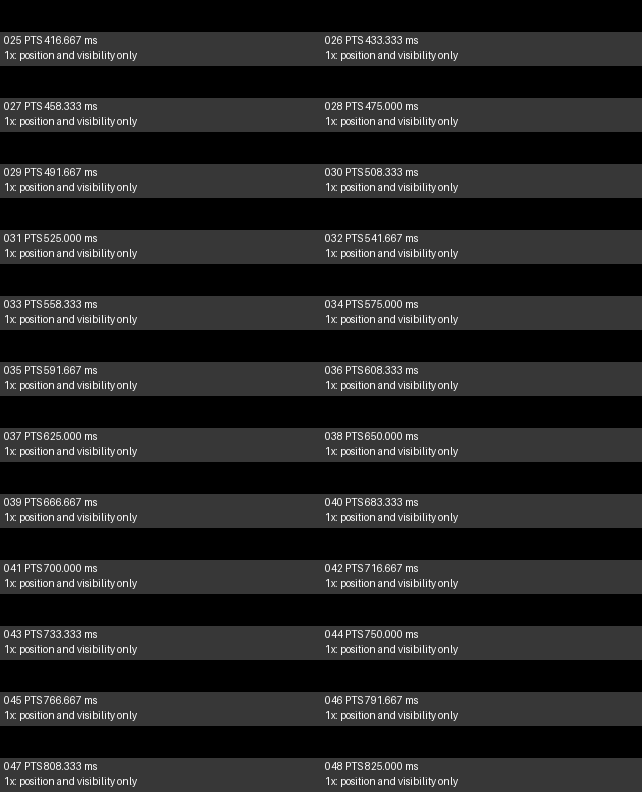 025 PTS 416.667 ms
1x: position and visibility only
026 PTS 433.333 ms
1x: position and visibility only
027 PTS 458.333 ms
1x: position and visibility only
028 PTS 475.000 ms
1x: position and visibility only
029 PTS 491.667 ms
1x: position and visibility only
030 PTS 508.333 ms
1x: position and visibility only
031 PTS 525.000 ms
1x: position and visibility only
032 PTS 541.667 ms
1x: position and visibility only
033 PTS 558.333 ms
1x: position and visibility only
034 PTS 575.000 ms
1x: position and visibility only
035 PTS 591.667 ms
1x: position and visibility only
036 PTS 608.333 ms
1x: position and visibility only
037 PTS 625.000 ms
1x: position and visibility only
038 PTS 650.000 ms
1x: position and visibility only
039 PTS 666.667 ms
1x: position and visibility only
040 PTS 683.333 ms
1x: position and visibility only
041 PTS 700.000 ms
1x: position and visibility only
042 PTS 716.667 ms
1x: position and visibility only
043 PTS 733.333 ms
1x: position and visibility only
044 PTS 750.000 ms
1x: position and visibility only
045 PTS 766.667 ms
1x: position and visibility only
046 PTS 791.667 ms
1x: position and visibility only
047 PTS 808.333 ms
1x: position and visibility only
048 PTS 825.000 ms
1x: position and visibility only